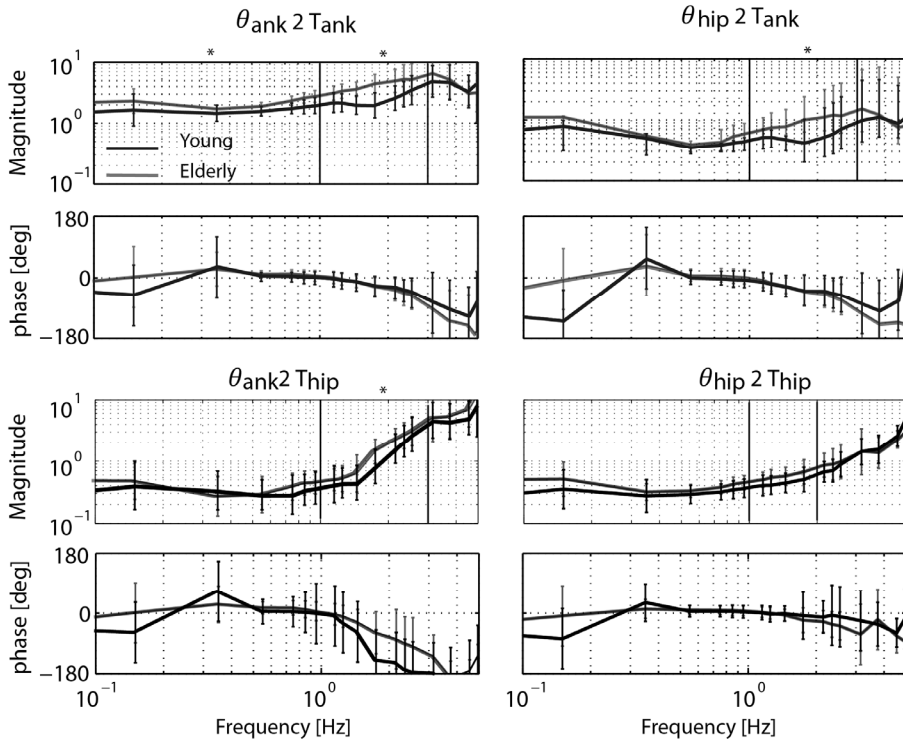 θank 2 Tank
θhip 2 Tank
* *
*
Magnitude
10^1
10^0
10^-1
Young
Elderly
phase [deg]
180
0
-180
θank2 Thip
θhip 2 Thip
*
Magnitude
10^1
10^0
10^-1
phase [deg]
180
0
-180
10^-1 10^0
10^-1 10^0
Frequency [Hz]
Frequency [Hz]